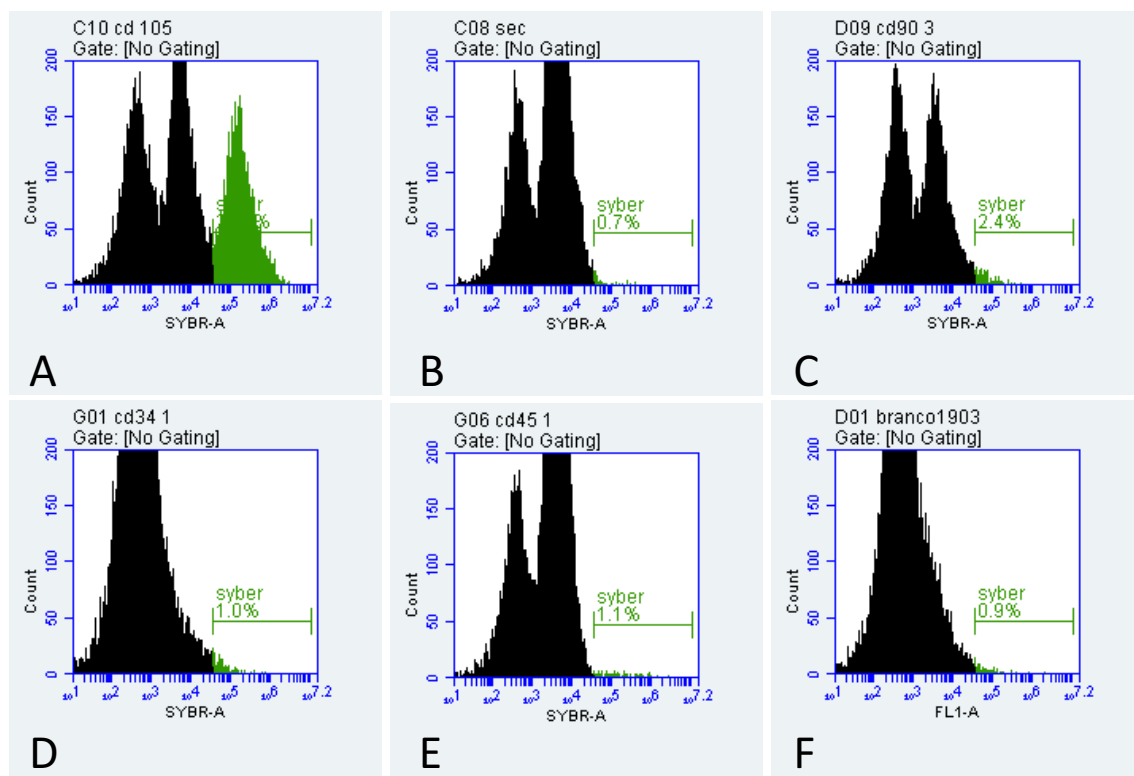 C10 cd 105
Gate: [No Gating]
200
150
100
50
0
Count
syber
%
10^1 10^2 10^3 10^4 10^5 10^6 10^7.2
SYBR-A
A
C08 sec
Gate: [No Gating]
200
150
100
50
0
Count
syber
0.7%
10^1 10^2 10^3 10^4 10^5 10^6 10^7.2
SYBR-A
B
D09 cd90 3
Gate: [No Gating]
200
150
100
50
0
Count
syber
2.4%
10^1 10^2 10^3 10^4 10^5 10^6 10^7.2
SYBR-A
C
G01 cd34 1
Gate: [No Gating]
200
150
100
50
0
Count
syber
1.0%
10^1 10^2 10^3 10^4 10^5 10^6 10^7.2
SYBR-A
D
G06 cd45 1
Gate: [No Gating]
200
150
100
50
0
Count
syber
1.1%
10^1 10^2 10^3 10^4 10^5 10^6 10^7.2
SYBR-A
E
D01 branco1903
Gate: [No Gating]
200
150
100
50
0
Count
syber
0.9%
10^1 10^2 10^3 10^4 10^5 10^6 10^7.2
FL1-A
F